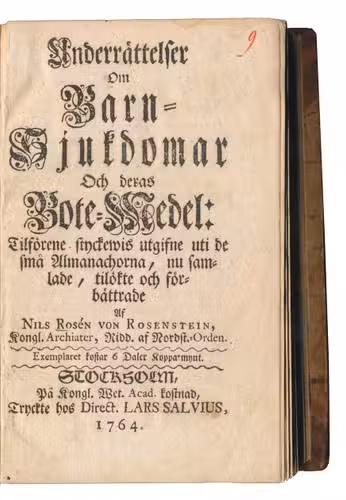 9
Underrättelser
Om
Barn-
Sjukdomar
Och deras
Bote-Medel:
Tilförene styckewis utgifne uti de
små Almanachorna, nu sam-
lade, tilökte och för-
bättrade
Af
NILS ROSÉN VON ROSENSTEIN,
Kongl. Archiater, Ridd. af Nordst.-Orden.
Exemplaret kostar 6 Daler Koppa:mynt.
STOCKHOLM,
På Kongl. Wet. Acad. kostnad,
Tryckte hos Direct. LARS SALVIUS,
1764.